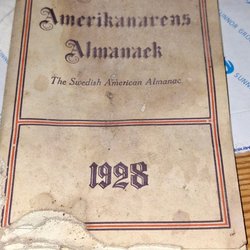 Amerikanarens
Almanack
The Swedish American Almanac
1928